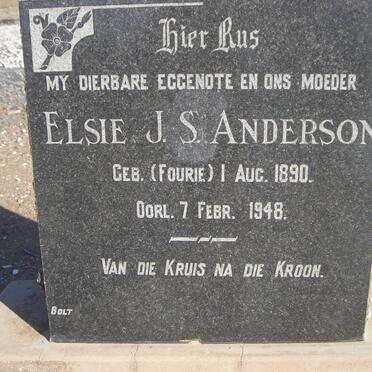 Hier Rus
MY DIERBARE EGGENOTE EN ONS MOEDER
ELSIE J. S. ANDERSON
GEB. (FOURIE) 1 AUG. 1890.
OORL. 7 FEBR. 1948.
VAN DIE KRUIS NA DIE KROON.
BOLT